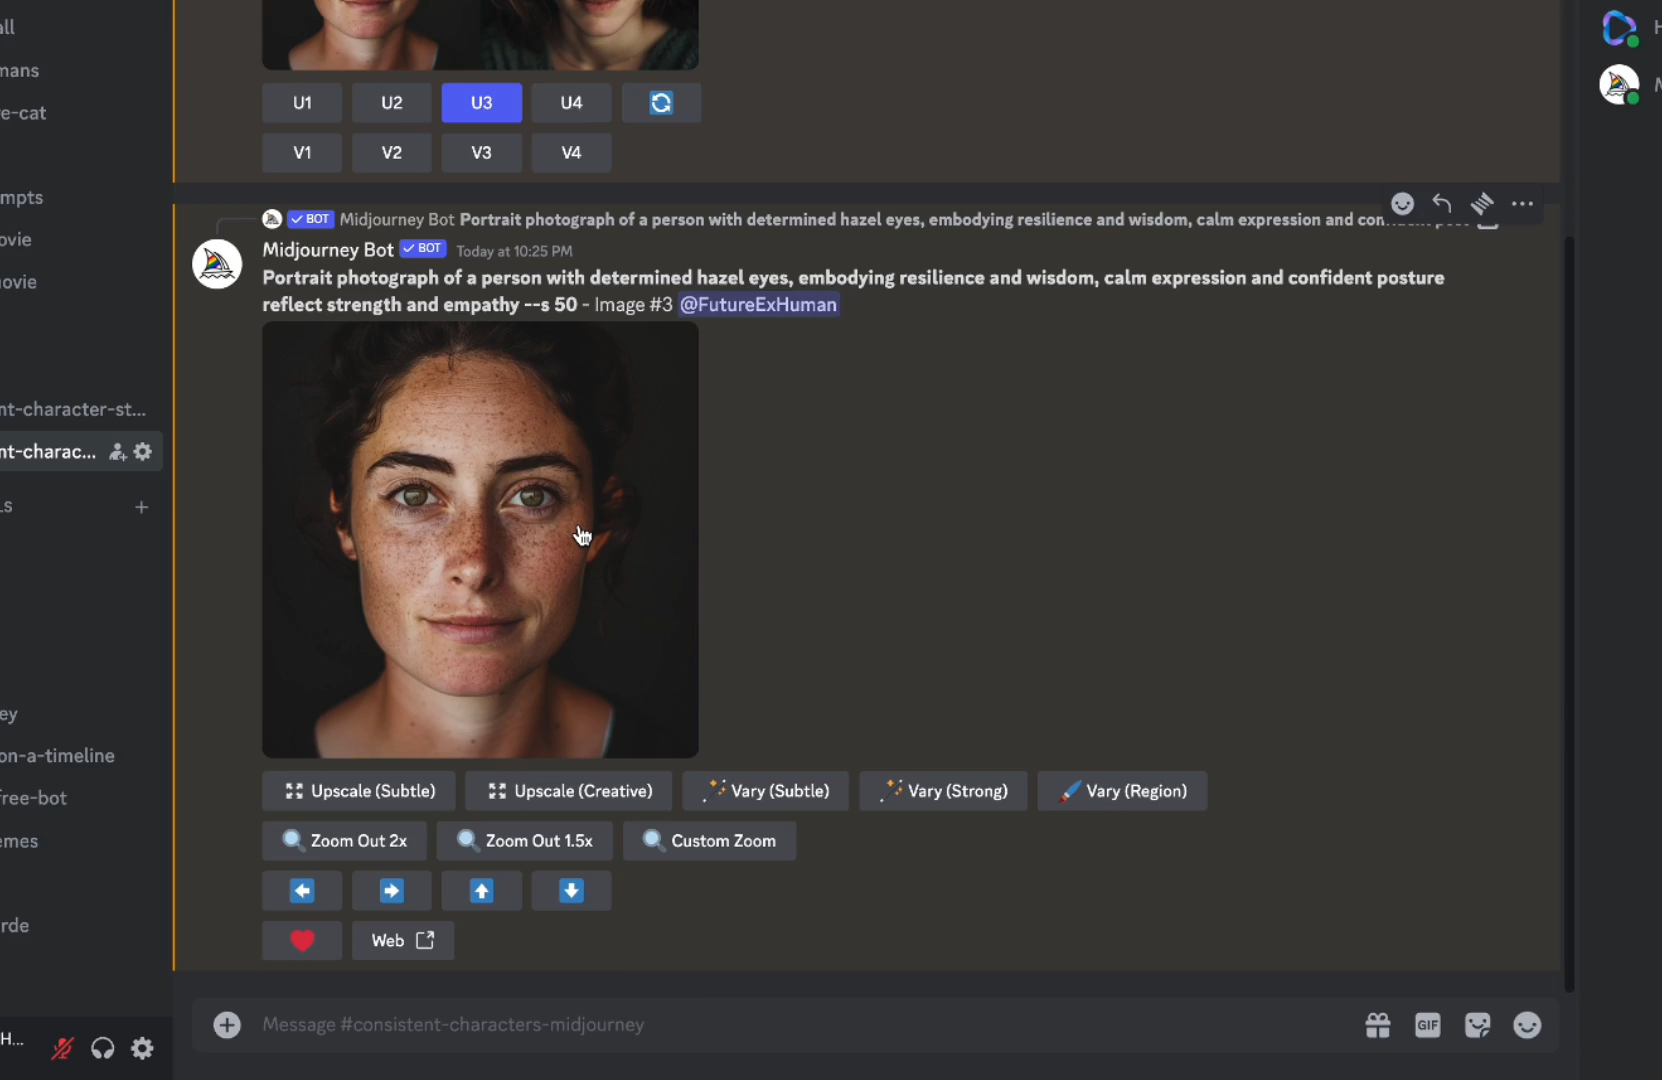 all
mans
e-cat
mpts
ovie
ovie
nt-character-st...
nt-charac...
LS
ey
on-a-timeline
free-bot
emes
rde
H...
U1 U2 U3 U4
V1 V2 V3 V4
BOT Midjourney Bot Portrait photograph of a person with determined hazel eyes, embodying resilience and wisdom, calm expression and
Midjourney Bot BOT Today at 10:25 PM
Portrait photograph of a person with determined hazel eyes, embodying resilience and wisdom, calm expression and confident posture
reflect strength and empathy --s 50 - Image #3 @FutureExHuman
Upscale (Subtle) Upscale (Creative) Vary (Subtle) Vary (Strong) Vary (Region)
Zoom Out 2x Zoom Out 1.5x Custom Zoom
Web
Message #consistent-characters-midjourney
GIF
H